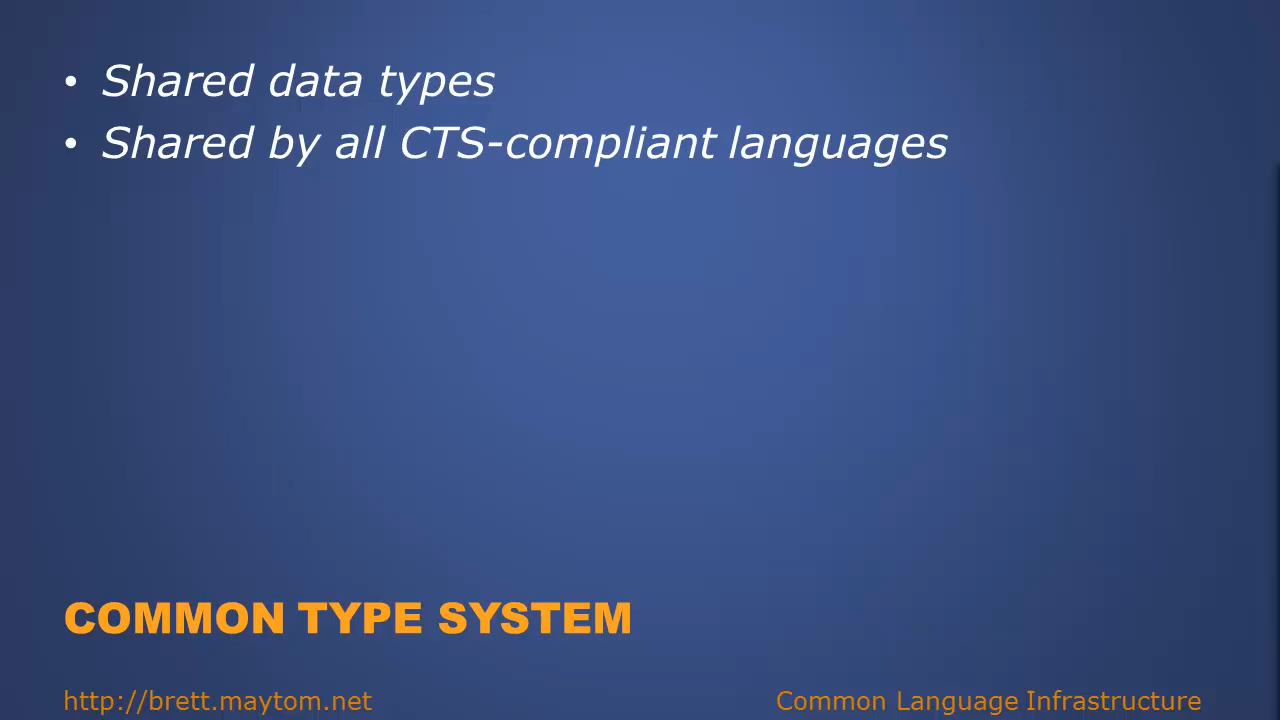 • Shared data types
• Shared by all CTS-compliant languages
COMMON TYPE SYSTEM
http://brett.maytom.net
Common Language Infrastructure